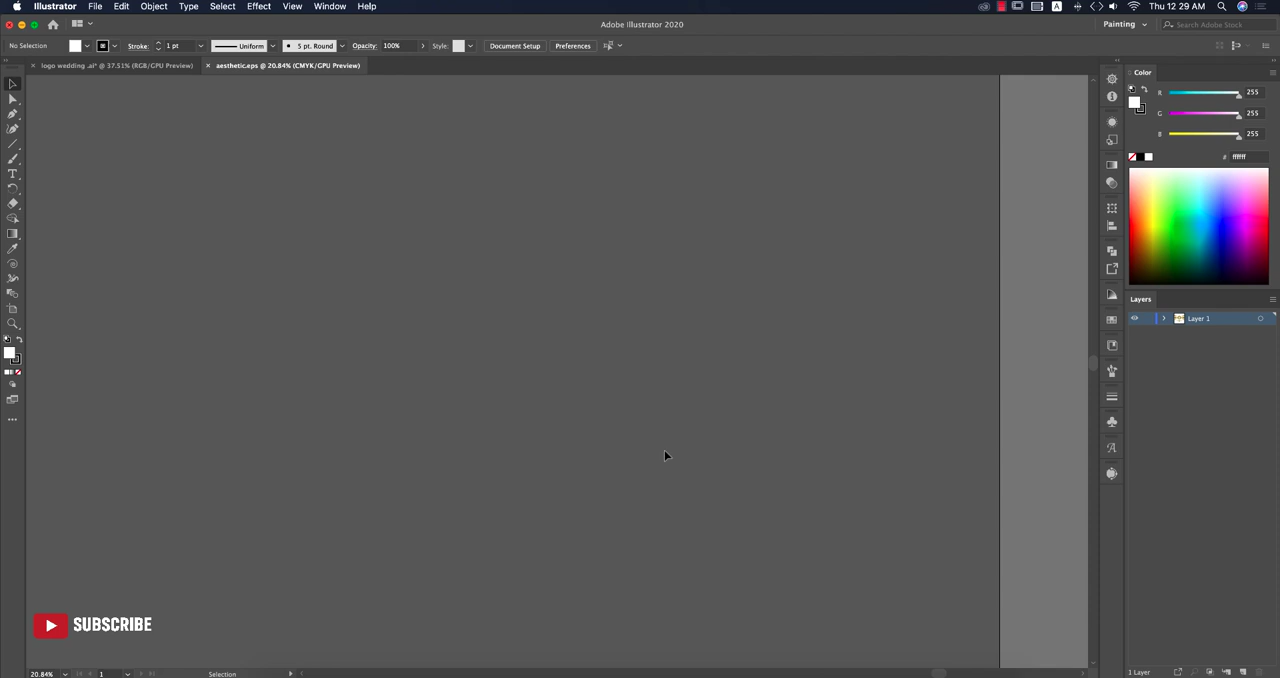 Illustrator File Edit Object Type Select Effect View Window Help
A Thu 12:29 AM
Adobe Illustrator 2020
Painting
Search Adobe Stock
No Selection
Stroke: 1 pt
Uniform
5 pt. Round
Opacity: 100%
Style:
Document Setup
Preferences
logo wedding .ai* @ 37.51% (RGB/GPU Preview)
aesthetic.eps @ 20.84% (CMYK/GPU Preview)
Color
R 255
G 255
B 255
# ffffff
Layers
Layer 1
SUBSCRIBE
20.84% 1 Selection
1 Layer